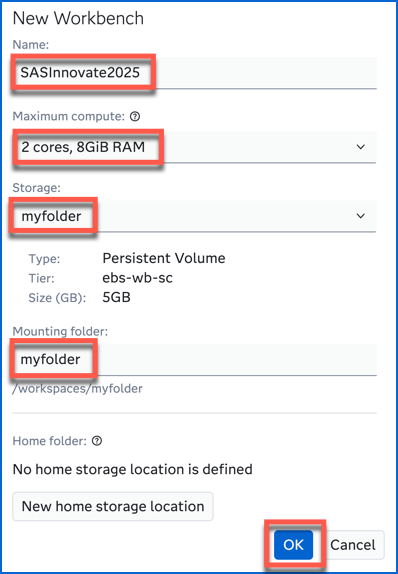 New Workbench
Name:
SASInnovate2025
Maximum compute:
2 cores, 8GiB RAM
Storage:
myfolder
Type: Persistent Volume
Tier: ebs-wb-sc
Size (GB): 5GB
Mounting folder:
myfolder
/workspaces/myfolder
Home folder:
No home storage location is defined
New home storage location
OK Cancel